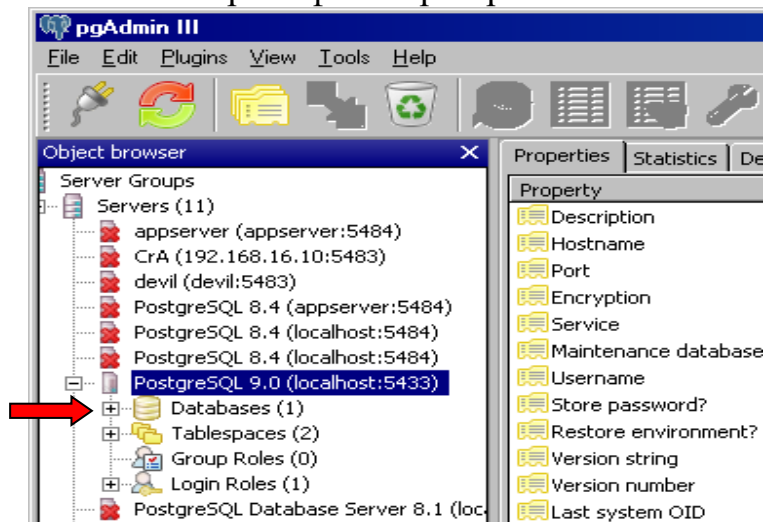 pgAdmin III
File Edit Plugins View Tools Help
Object browser
Server Groups
Servers (11)
appserver (appserver:5484)
CrA (192.168.16.10:5483)
devil (devil:5483)
PostgreSQL 8.4 (appserver:5484)
PostgreSQL 8.4 (localhost:5484)
PostgreSQL 8.4 (localhost:5484)
PostgreSQL 9.0 (localhost:5433)
Databases (1)
Tablespaces (2)
Group Roles (0)
Login Roles (1)
PostgreSQL Database Server 8.1 (loc
Properties Statistics De
Property
Description
Hostname
Port
Encryption
Service
Maintenance database
Username
Store password?
Restore environment?
Version string
Version number
Last system OID